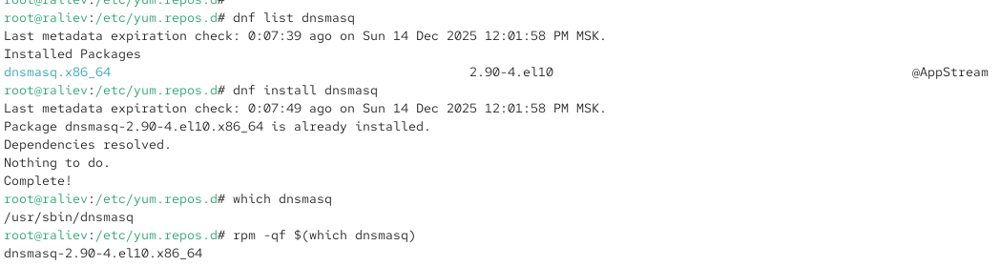 root@raliev:/etc/yum.repos.d#
root@raliev:/etc/yum.repos.d# dnf list dnsmasq
Last metadata expiration check: 0:07:39 ago on Sun 14 Dec 2025 12:01:58 PM MSK.
Installed Packages
dnsmasq.x86_64 2.90-4.el10 @AppStream
root@raliev:/etc/yum.repos.d# dnf install dnsmasq
Last metadata expiration check: 0:07:49 ago on Sun 14 Dec 2025 12:01:58 PM MSK.
Package dnsmasq-2.90-4.el10.x86_64 is already installed.
Dependencies resolved.
Nothing to do.
Complete!
root@raliev:/etc/yum.repos.d# which dnsmasq
/usr/sbin/dnsmasq
root@raliev:/etc/yum.repos.d# rpm -qf $(which dnsmasq)
dnsmasq-2.90-4.el10.x86_64